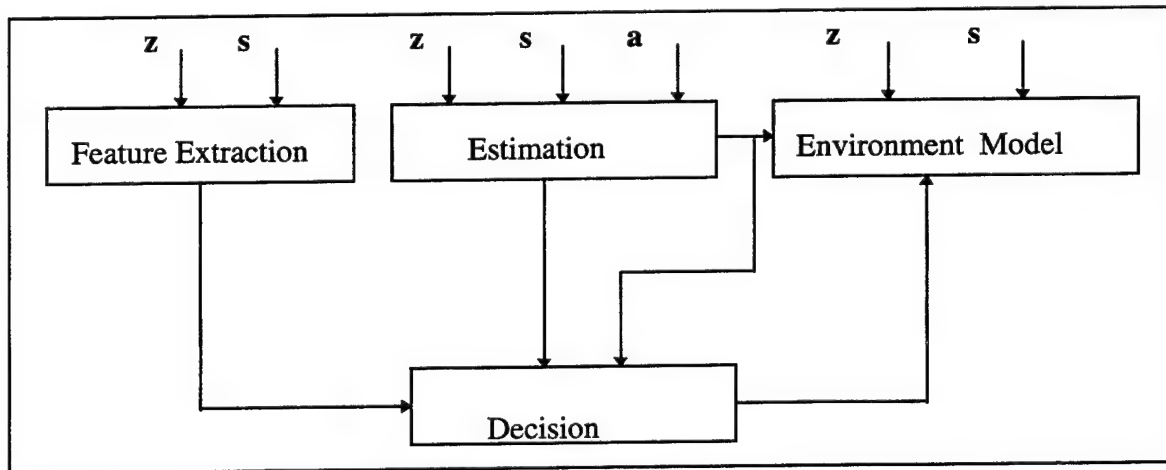 z s z s a z s
Feature Extraction Estimation Environment Model
Decision